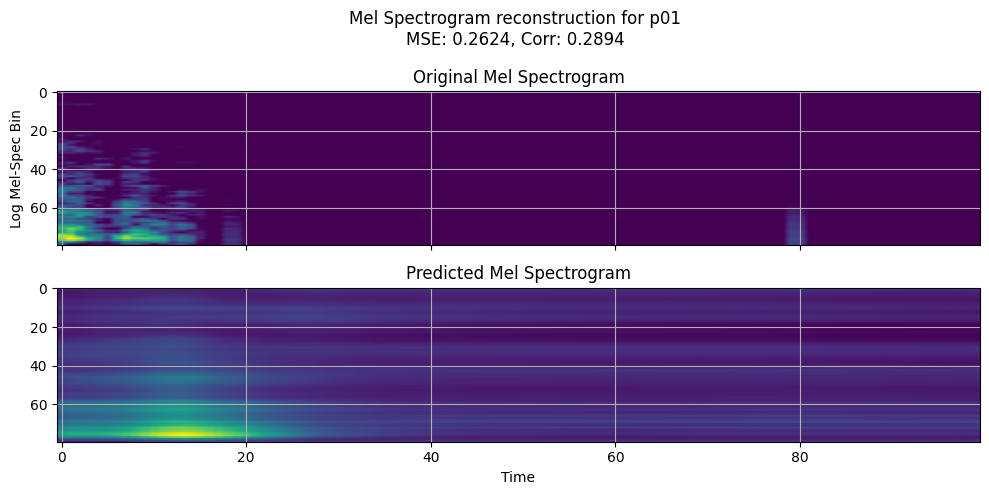 Mel Spectrogram reconstruction for p01
MSE: 0.2624, Corr: 0.2894
Original Mel Spectrogram
0
20
40
60
Log Mel-Spec Bin
Predicted Mel Spectrogram
0
20
40
60
0 20 40 60 80
Time